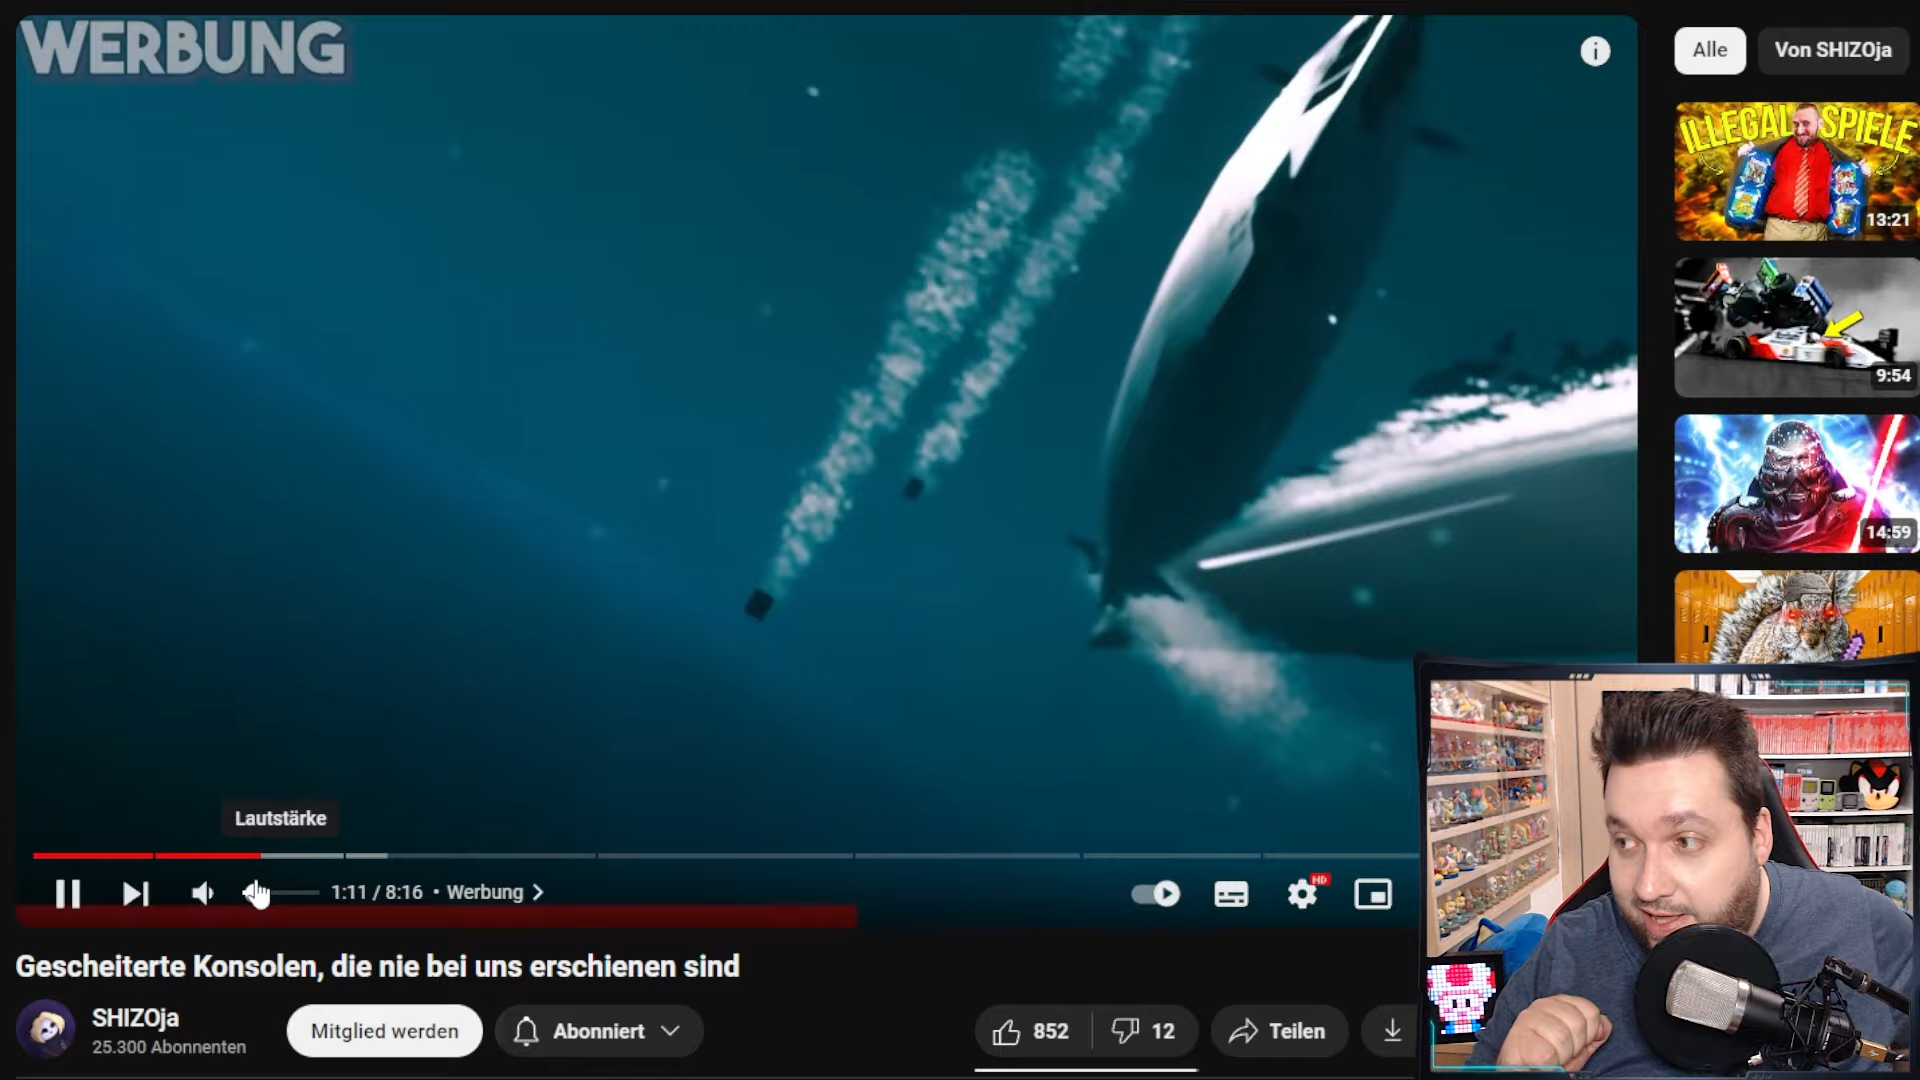 WERBUNG
Alle
Von SHIZOja
ILLEGAL SPIELE
13:21
9:54
14:59
Lautstärke
1:11 / 8:16 • Werbung
HD
Gescheiterte Konsolen, die nie bei uns erschienen sind
SHIZOja
25.300 Abonnenten
Mitglied werden
Abonniert
852
12
Teilen